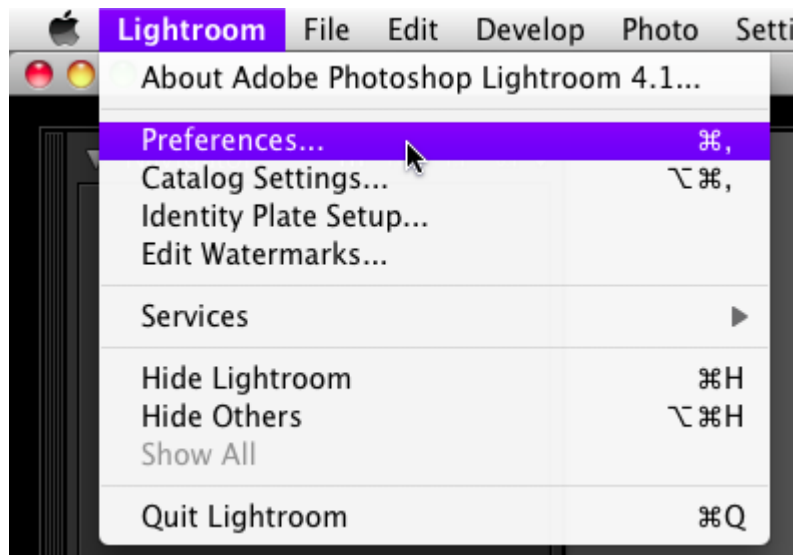 Lightroom File Edit Develop Photo Setti
About Adobe Photoshop Lightroom 4.1...
Preferences... ⌘,
Catalog Settings... ⌥⌘,
Identity Plate Setup...
Edit Watermarks...
Services ▶
Hide Lightroom ⌘H
Hide Others ⌥⌘H
Show All
Quit Lightroom ⌘Q